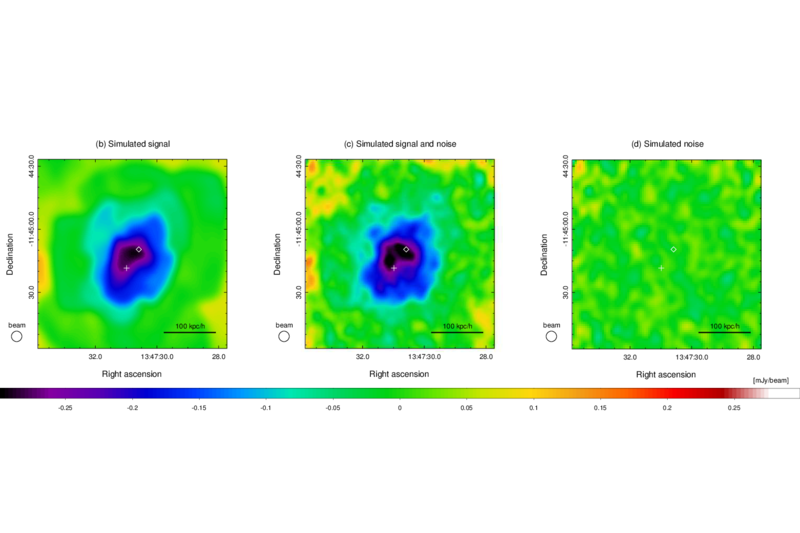 (b) Simulated signal
(c) Simulated signal and noise
(d) Simulated noise
Declination
44 30.0
-11:45 00.0
30.0
beam
100 kpc/h
32.0
13:47 30.0
28.0
Right ascension
Declination
44 30.0
-11:45 00.0
30.0
beam
100 kpc/h
32.0
13:47 30.0
28.0
Right ascension
Declination
44 30.0
-11:45 00.0
30.0
beam
100 kpc/h
32.0
13:47 30.0
28.0
Right ascension
[mJy/beam]
-0.25 -0.2 -0.15 -0.1 -0.05 0 0.05 0.1 0.15 0.2 0.25